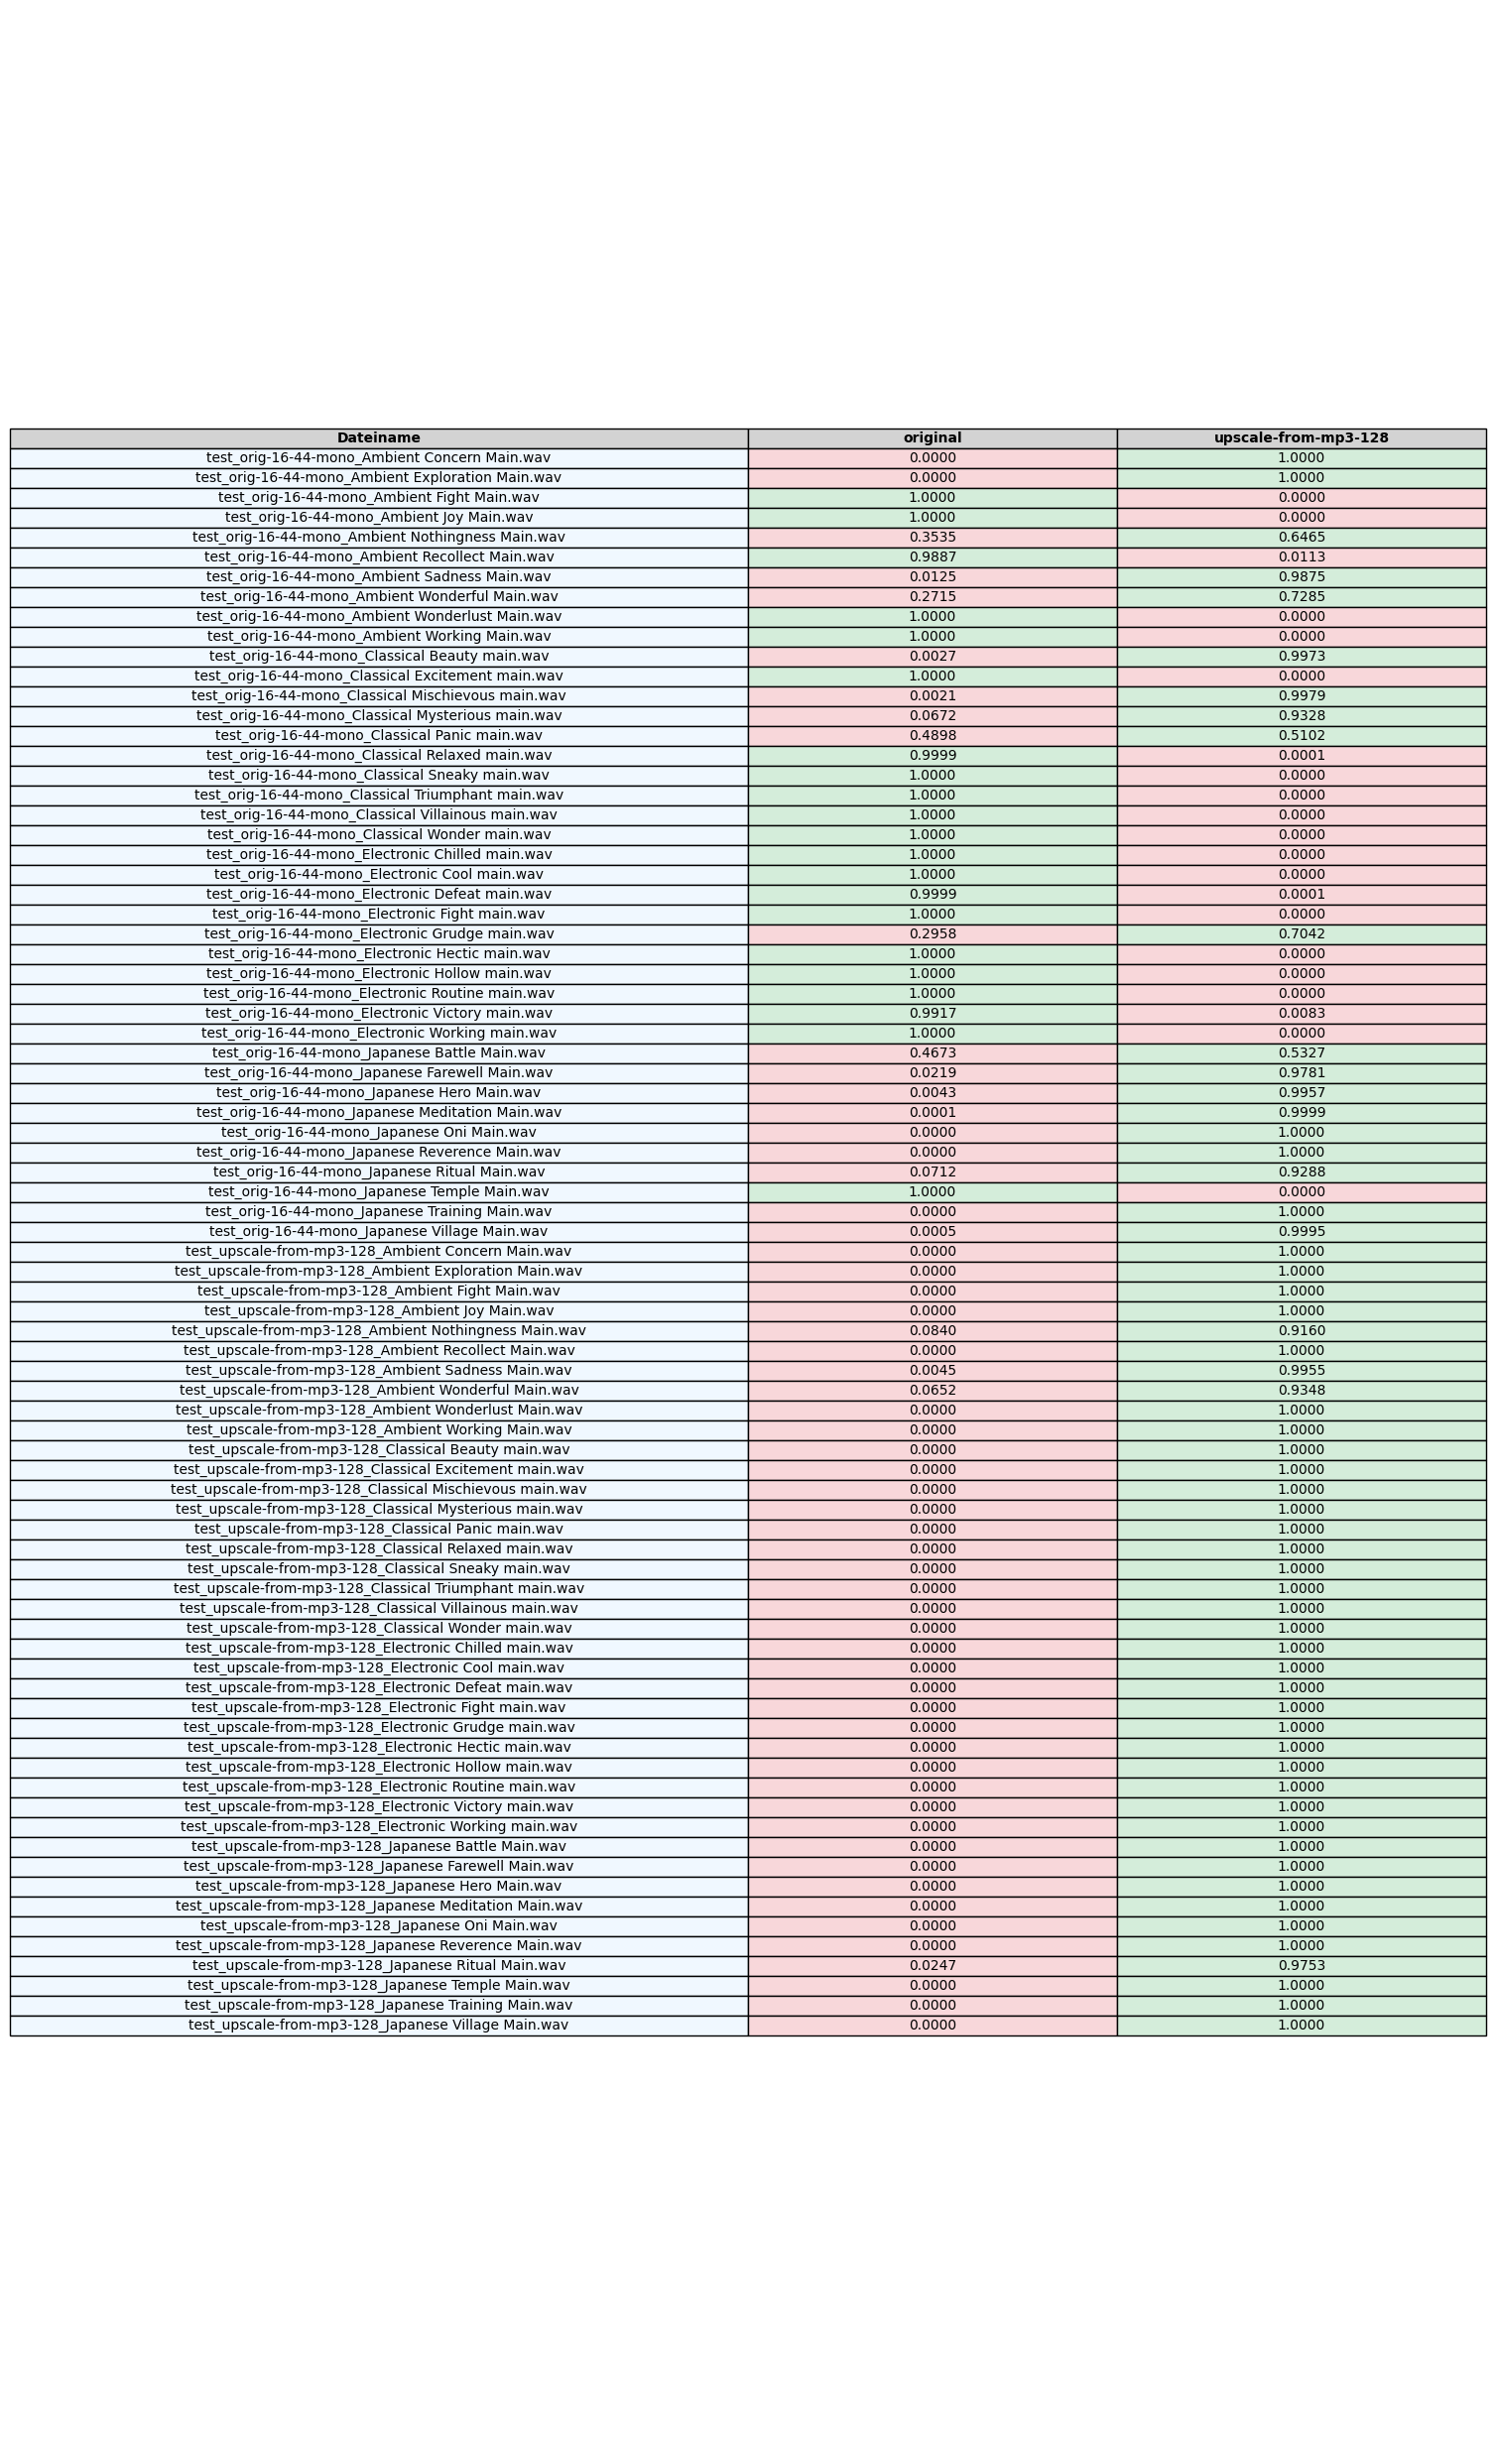 Dateiname original upscale-from-mp3-128
test_orig-16-44-mono_Ambient Concern Main.wav 0.0000 1.0000
test_orig-16-44-mono_Ambient Exploration Main.wav 0.0000 1.0000
test_orig-16-44-mono_Ambient Fight Main.wav 1.0000 0.0000
test_orig-16-44-mono_Ambient Joy Main.wav 1.0000 0.0000
test_orig-16-44-mono_Ambient Nothingness Main.wav 0.3535 0.6465
test_orig-16-44-mono_Ambient Recollect Main.wav 0.9887 0.0113
test_orig-16-44-mono_Ambient Sadness Main.wav 0.0125 0.9875
test_orig-16-44-mono_Ambient Wonderful Main.wav 0.2715 0.7285
test_orig-16-44-mono_Ambient Wonderlust Main.wav 1.0000 0.0000
test_orig-16-44-mono_Ambient Working Main.wav 1.0000 0.0000
test_orig-16-44-mono_Classical Beauty main.wav 0.0027 0.9973
test_orig-16-44-mono_Classical Excitement main.wav 1.0000 0.0000
test_orig-16-44-mono_Classical Mischievous main.wav 0.0021 0.9979
test_orig-16-44-mono_Classical Mysterious main.wav 0.0672 0.9328
test_orig-16-44-mono_Classical Panic main.wav 0.4898 0.5102
test_orig-16-44-mono_Classical Relaxed main.wav 0.9999 0.0001
test_orig-16-44-mono_Classical Sneaky main.wav 1.0000 0.0000
test_orig-16-44-mono_Classical Triumphant main.wav 1.0000 0.0000
test_orig-16-44-mono_Classical Villainous main.wav 1.0000 0.0000
test_orig-16-44-mono_Classical Wonder main.wav 1.0000 0.0000
test_orig-16-44-mono_Electronic Chilled main.wav 1.0000 0.0000
test_orig-16-44-mono_Electronic Cool main.wav 1.0000 0.0000
test_orig-16-44-mono_Electronic Defeat main.wav 0.9999 0.0001
test_orig-16-44-mono_Electronic Fight main.wav 1.0000 0.0000
test_orig-16-44-mono_Electronic Grudge main.wav 0.2958 0.7042
test_orig-16-44-mono_Electronic Hectic main.wav 1.0000 0.0000
test_orig-16-44-mono_Electronic Hollow main.wav 1.0000 0.0000
test_orig-16-44-mono_Electronic Routine main.wav 1.0000 0.0000
test_orig-16-44-mono_Electronic Victory main.wav 0.9917 0.0083
test_orig-16-44-mono_Electronic Working main.wav 1.0000 0.0000
test_orig-16-44-mono_Japanese Battle Main.wav 0.4673 0.5327
test_orig-16-44-mono_Japanese Farewell Main.wav 0.0219 0.9781
test_orig-16-44-mono_Japanese Hero Main.wav 0.0043 0.9957
test_orig-16-44-mono_Japanese Meditation Main.wav 0.0001 0.9999
test_orig-16-44-mono_Japanese Oni Main.wav 0.0000 1.0000
test_orig-16-44-mono_Japanese Reverence Main.wav 0.0000 1.0000
test_orig-16-44-mono_Japanese Ritual Main.wav 0.0712 0.9288
test_orig-16-44-mono_Japanese Temple Main.wav 1.0000 0.0000
test_orig-16-44-mono_Japanese Training Main.wav 0.0000 1.0000
test_orig-16-44-mono_Japanese Village Main.wav 0.0005 0.9995
test_upscale-from-mp3-128_Ambient Concern Main.wav 0.0000 1.0000
test_upscale-from-mp3-128_Ambient Exploration Main.wav 0.0000 1.0000
test_upscale-from-mp3-128_Ambient Fight Main.wav 0.0000 1.0000
test_upscale-from-mp3-128_Ambient Joy Main.wav 0.0000 1.0000
test_upscale-from-mp3-128_Ambient Nothingness Main.wav 0.0840 0.9160
test_upscale-from-mp3-128_Ambient Recollect Main.wav 0.0000 1.0000
test_upscale-from-mp3-128_Ambient Sadness Main.wav 0.0045 0.9955
test_upscale-from-mp3-128_Ambient Wonderful Main.wav 0.0652 0.9348
test_upscale-from-mp3-128_Ambient Wonderlust Main.wav 0.0000 1.0000
test_upscale-from-mp3-128_Ambient Working Main.wav 0.0000 1.0000
test_upscale-from-mp3-128_Classical Beauty main.wav 0.0000 1.0000
test_upscale-from-mp3-128_Classical Excitement main.wav 0.0000 1.0000
test_upscale-from-mp3-128_Classical Mischievous main.wav 0.0000 1.0000
test_upscale-from-mp3-128_Classical Mysterious main.wav 0.0000 1.0000
test_upscale-from-mp3-128_Classical Panic main.wav 0.0000 1.0000
test_upscale-from-mp3-128_Classical Relaxed main.wav 0.0000 1.0000
test_upscale-from-mp3-128_Classical Sneaky main.wav 0.0000 1.0000
test_upscale-from-mp3-128_Classical Triumphant main.wav 0.0000 1.0000
test_upscale-from-mp3-128_Classical Villainous main.wav 0.0000 1.0000
test_upscale-from-mp3-128_Classical Wonder main.wav 0.0000 1.0000
test_upscale-from-mp3-128_Electronic Chilled main.wav 0.0000 1.0000
test_upscale-from-mp3-128_Electronic Cool main.wav 0.0000 1.0000
test_upscale-from-mp3-128_Electronic Defeat main.wav 0.0000 1.0000
test_upscale-from-mp3-128_Electronic Fight main.wav 0.0000 1.0000
test_upscale-from-mp3-128_Electronic Grudge main.wav 0.0000 1.0000
test_upscale-from-mp3-128_Electronic Hectic main.wav 0.0000 1.0000
test_upscale-from-mp3-128_Electronic Hollow main.wav 0.0000 1.0000
test_upscale-from-mp3-128_Electronic Routine main.wav 0.0000 1.0000
test_upscale-from-mp3-128_Electronic Victory main.wav 0.0000 1.0000
test_upscale-from-mp3-128_Electronic Working main.wav 0.0000 1.0000
test_upscale-from-mp3-128_Japanese Battle Main.wav 0.0000 1.0000
test_upscale-from-mp3-128_Japanese Farewell Main.wav 0.0000 1.0000
test_upscale-from-mp3-128_Japanese Hero Main.wav 0.0000 1.0000
test_upscale-from-mp3-128_Japanese Meditation Main.wav 0.0000 1.0000
test_upscale-from-mp3-128_Japanese Oni Main.wav 0.0000 1.0000
test_upscale-from-mp3-128_Japanese Reverence Main.wav 0.0000 1.0000
test_upscale-from-mp3-128_Japanese Ritual Main.wav 0.0247 0.9753
test_upscale-from-mp3-128_Japanese Temple Main.wav 0.0000 1.0000
test_upscale-from-mp3-128_Japanese Training Main.wav 0.0000 1.0000
test_upscale-from-mp3-128_Japanese Village Main.wav 0.0000 1.0000